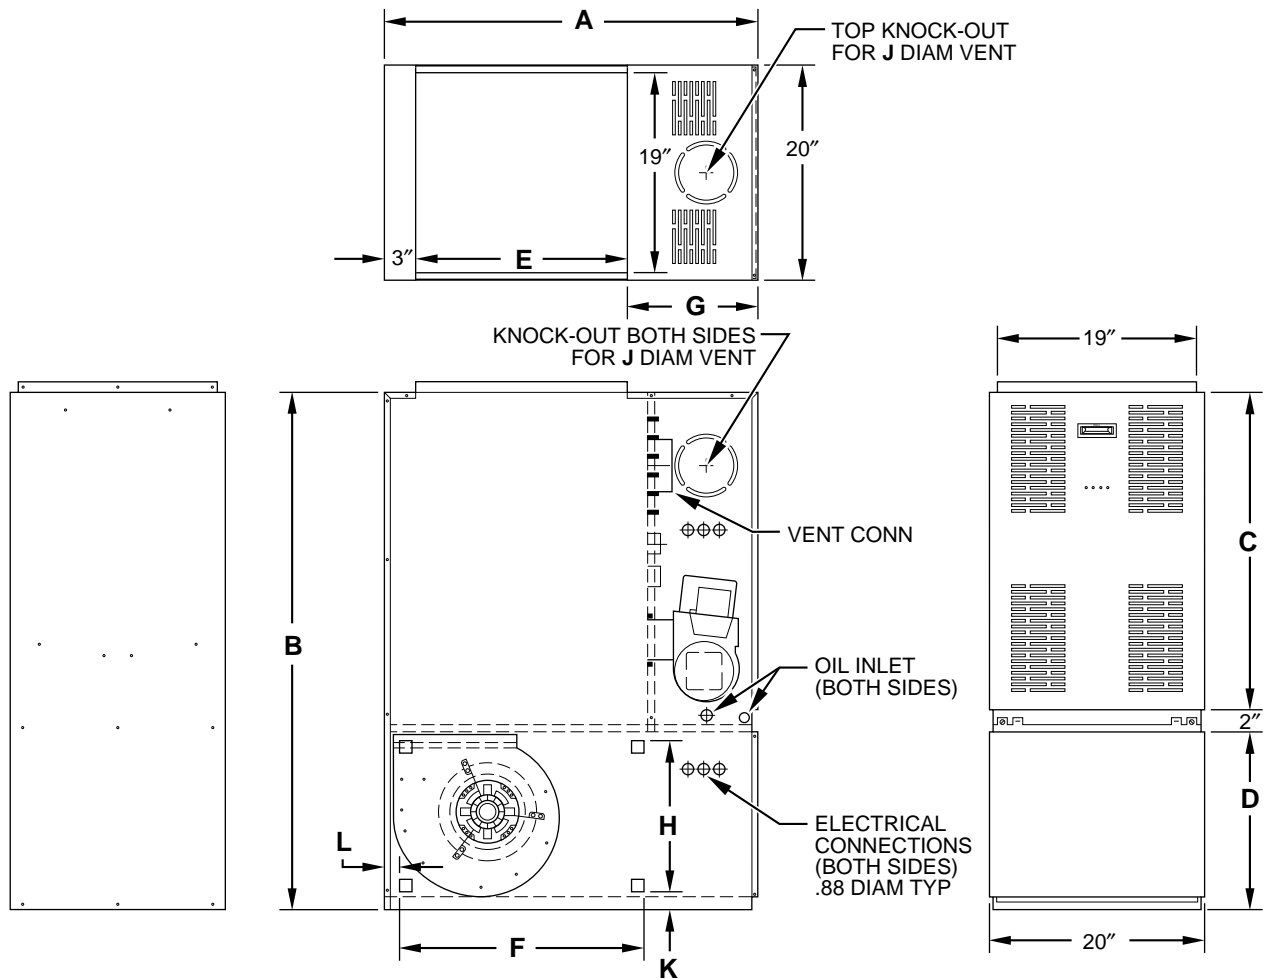 A
TOP KNOCK-OUT
FOR J DIAM VENT
19″
20″
3″
E
G
KNOCK-OUT BOTH SIDES
FOR J DIAM VENT
19″
VENT CONN
C
B
OIL INLET
(BOTH SIDES)
2″
D
H
L
ELECTRICAL
CONNECTIONS
(BOTH SIDES)
.88 DIAM TYP
F
K
20″